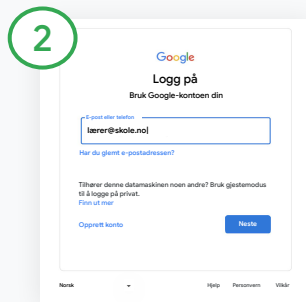 2
Google
Logg på
Bruk Google-kontoen din
E-post eller telefon
lærer@skole.no
Har du glemt e-postadressen?
Tilhører denne datamaskinen noen andre? Bruk gjestemodus
til å logge på privat.
Finn ut mer
Opprett konto Neste
Norsk Hjelp Personvern Vilkår